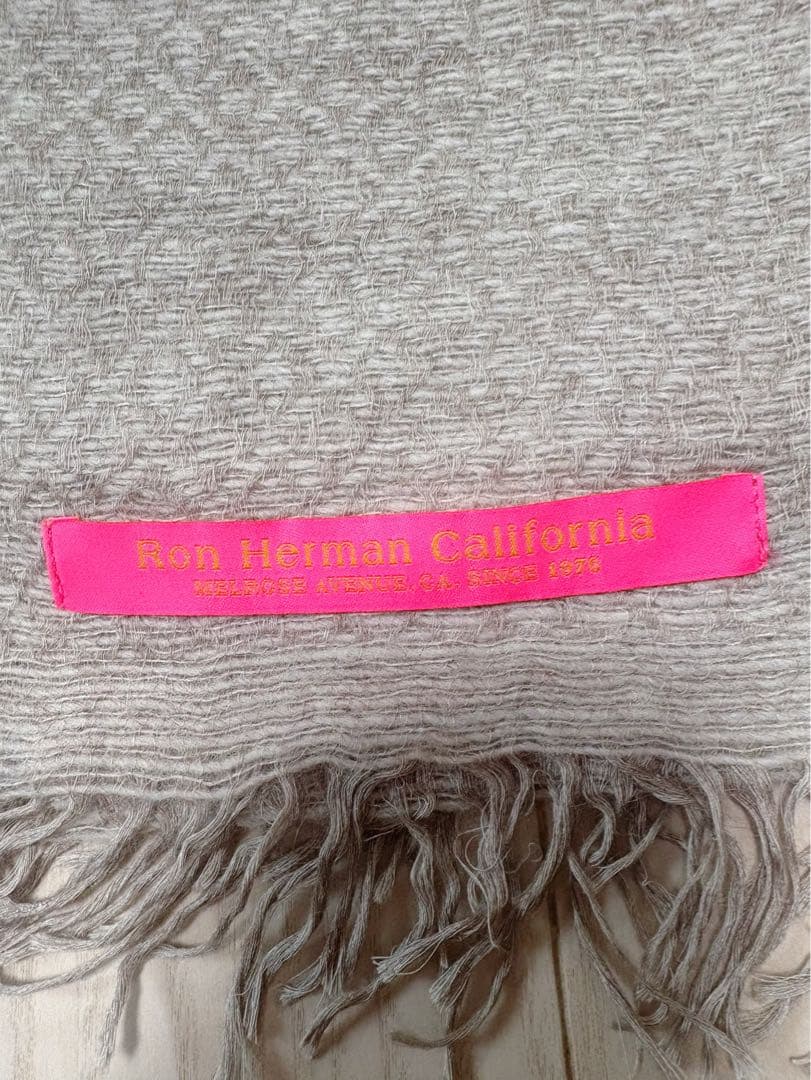 Ron Herman California
MELROSE AVENUE, CA. SINCE 1976